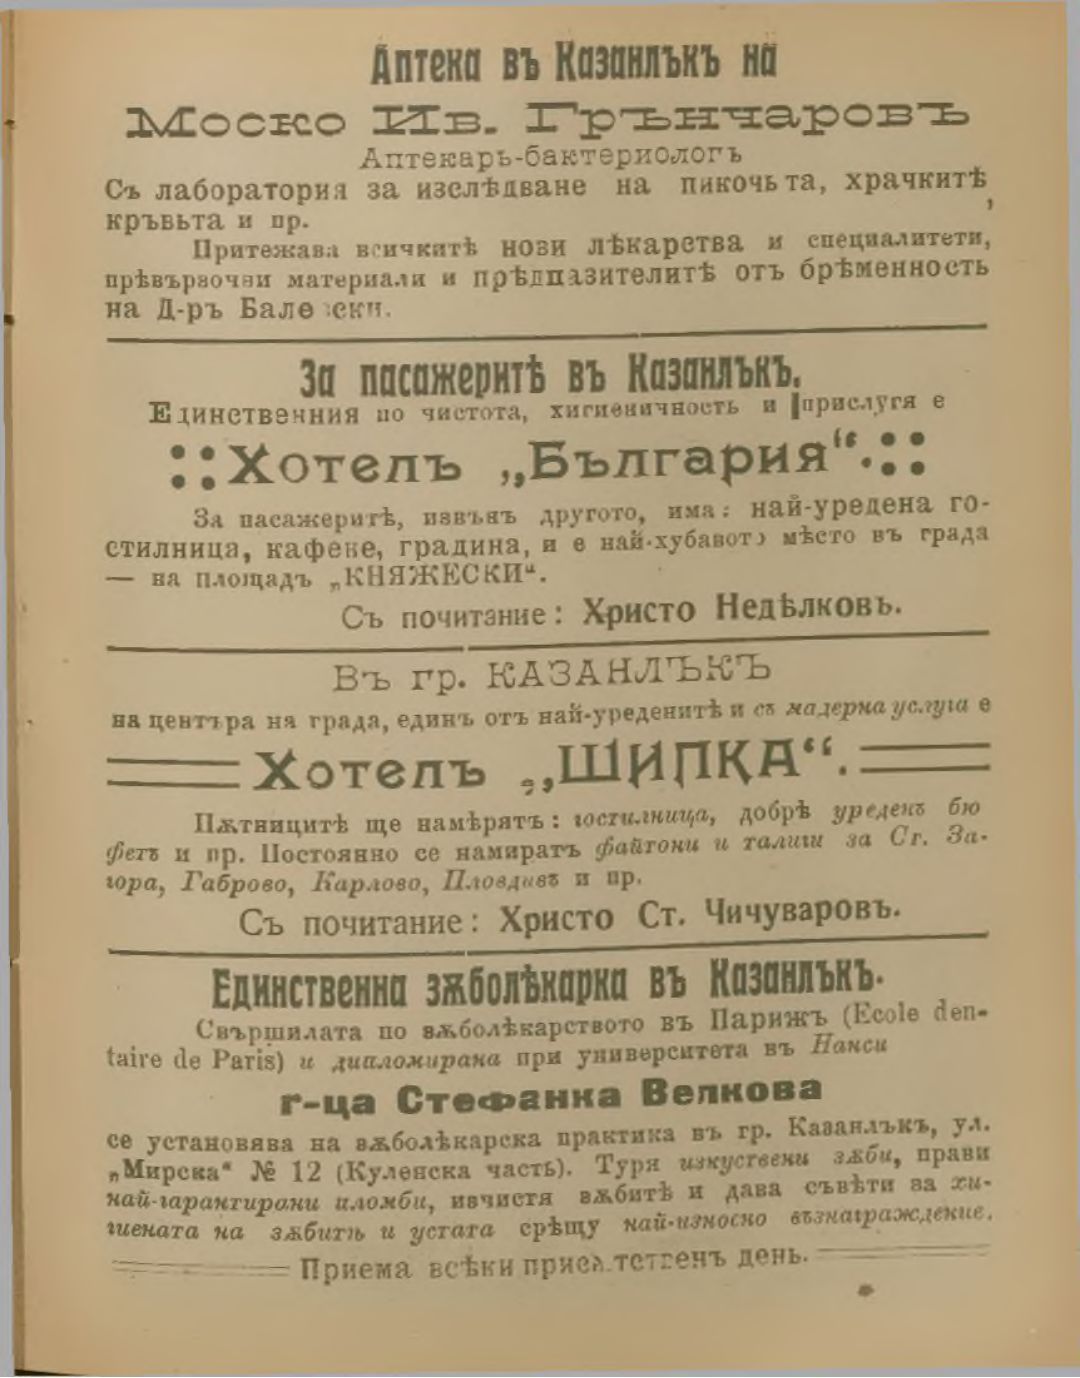 Аптека въ Казанлъкъ на
Моско Ив. Грънчаровъ
Аптекарь-бактериологъ
Съ лаборатория за изслѣдване на пикочьта, храчкитѣ,
кръвьта и пр.
Притежава всичкитѣ нови лѣкарства и специалитети,
прѣвързочни материали и прѣдпазителитѣ отъ брѣменность
на Д-ръ
За пасажеритѣ въ Казанлъкъ.
Единствения по чистота, хигиеничность и прислугя е
Хотелъ „България“.
За пасажеритѣ, извънъ другото, има: най-уредена го-
стилница, кафене, градина, и е най-хубавото мѣсто въ града
— на площадъ „КНЯЖЕСКИ“.
Съ почитание: Христо Недѣлковъ.
Въ гр. КАЗАНЛЪКЪ
на центъра на града, единъ отъ най-уреденитѣ и съ мадерна услуга е
Хотелъ „ШИПКА“.
Пѫтницитѣ ще намѣрятъ: гостилница, добрѣ уреденъ бю
фетъ и пр. Постоянно се намиратъ файтони и талиги за Ст. За-
гора, Габрово, Карлово, Пловдивъ и пр.
Съ почитание: Христо Ст. Чичуваровъ.
Единственна зѫболѣкарка въ Казанлъкъ.
Свършилата по зѫболѣкарството въ Парижъ (Ecole den-
taire de Paris) и дипломирана при университета въ Нанси
г-ца Стефанка Велкова
се установява на зѫболѣкарска практика въ гр. Казанлъкъ, ул.
„Мирска“ № 12 (Куленска часть). Туря изкуствени зѫби, прави
най-гарантирани пломби, изчистя зѫбитѣ и дава съвѣти за хи-
гиената на зѫбитѣ и устата срѣщу най-износно възнаграждение.
Приема всѣки день.